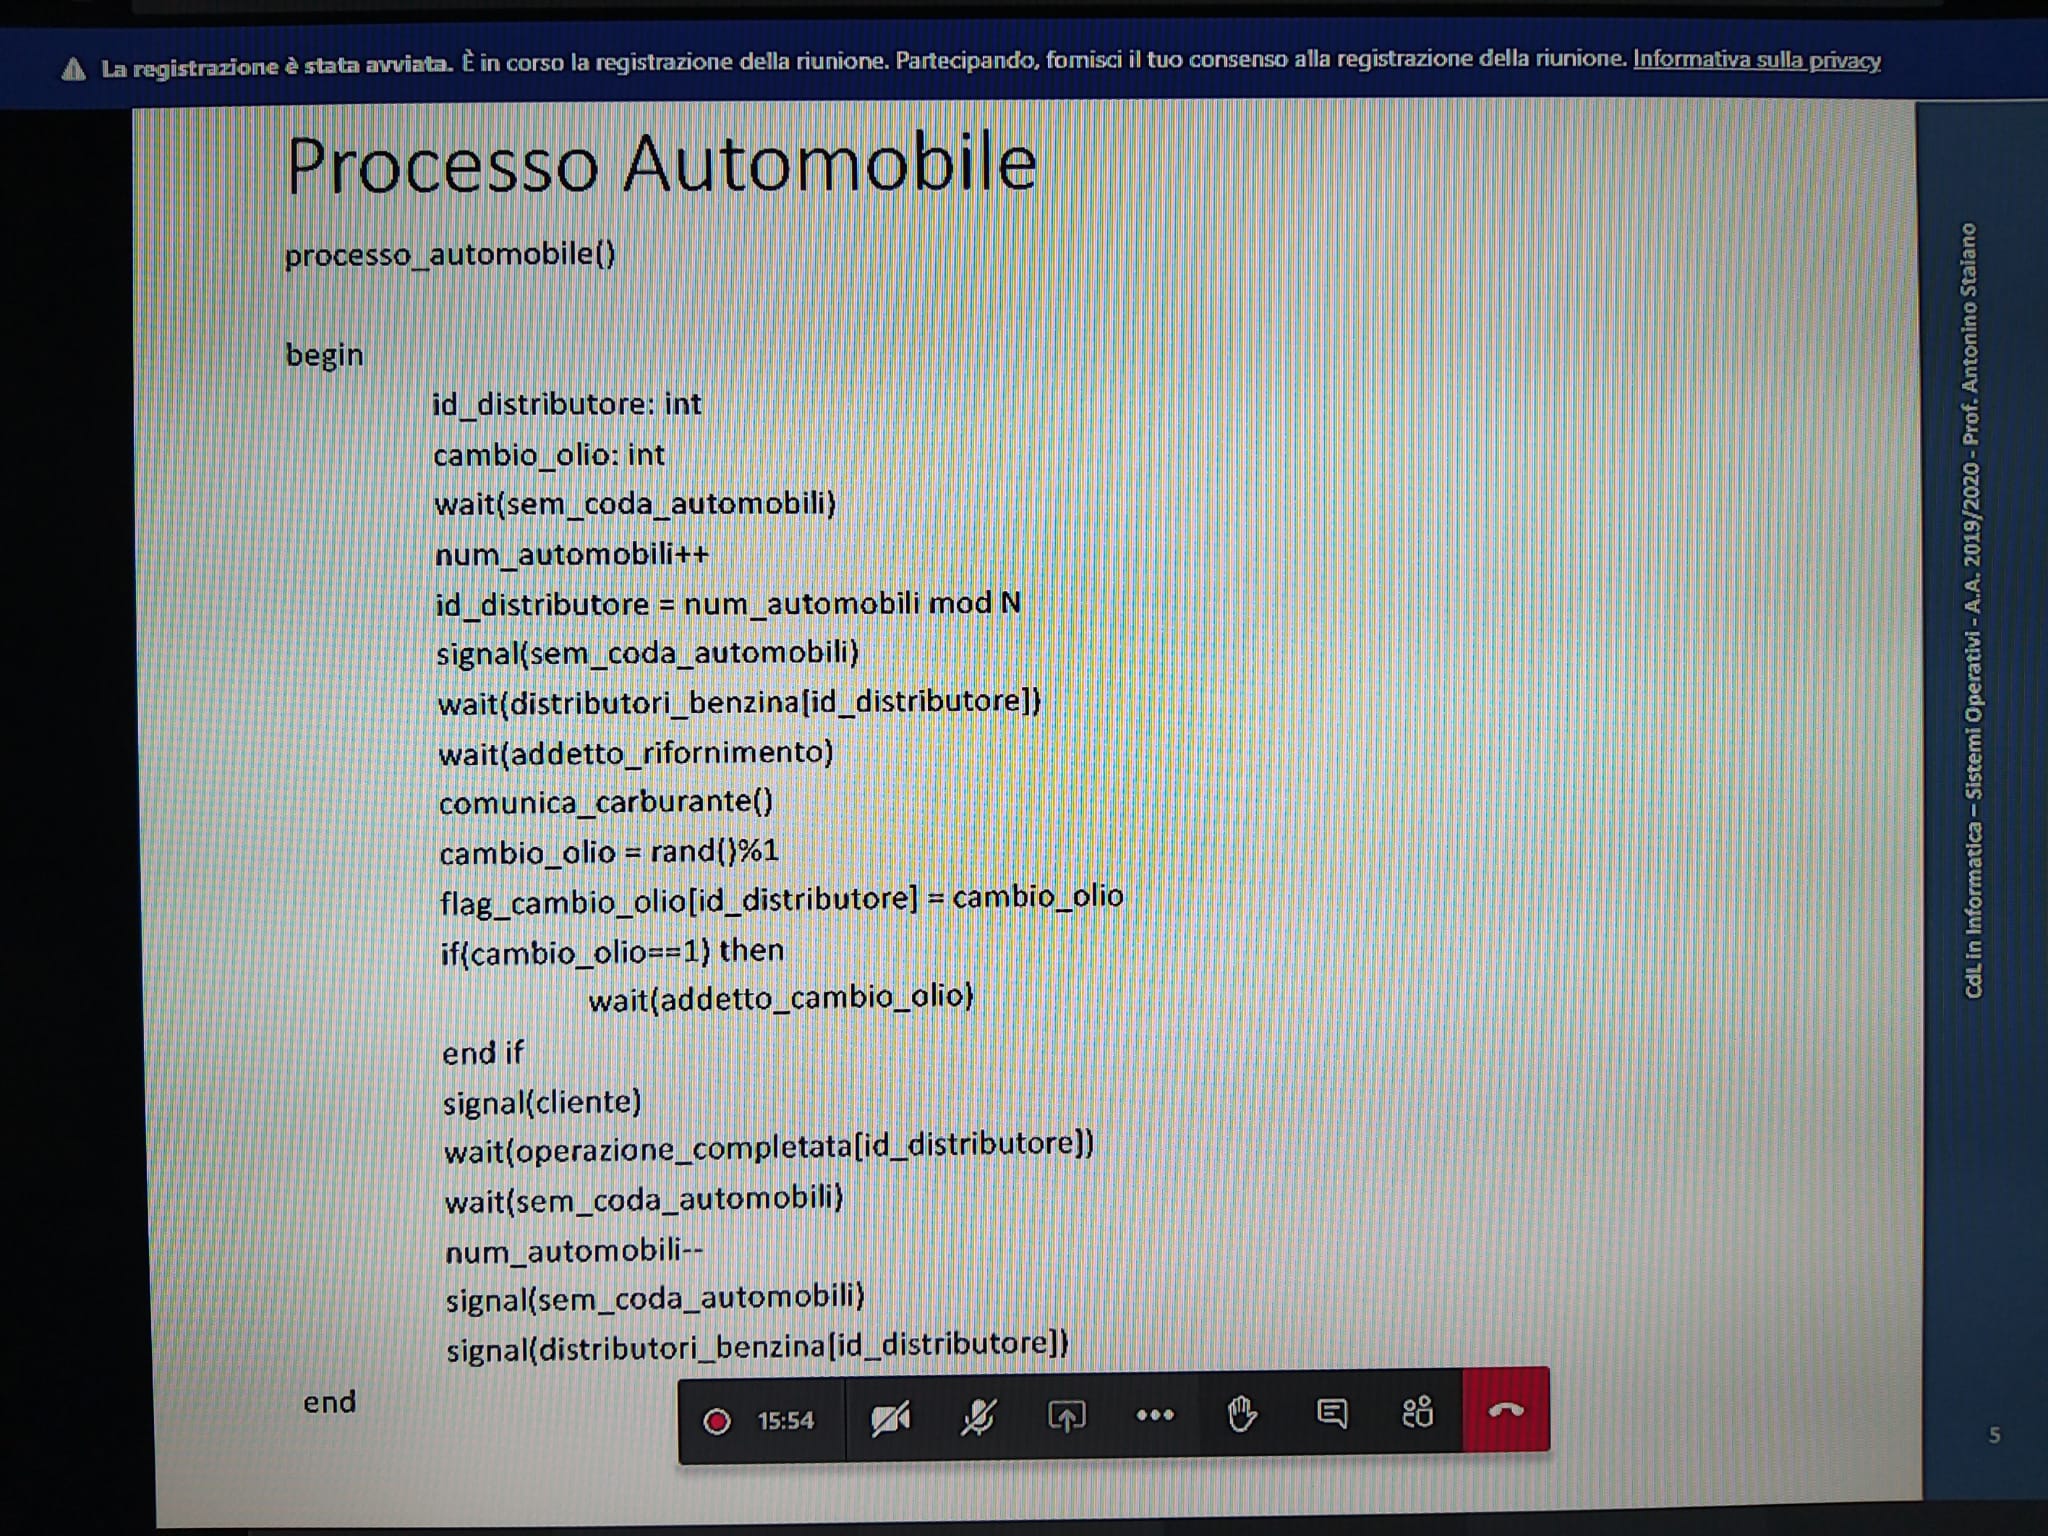 La registrazione è stata avviata. È in corso la registrazione della riunione. Partecipando, fornisci il tuo consenso alla registrazione della riunione. Informativa sulla privacy
Processo Automobile
processo_automobile()
begin
id_distributore: int
cambio_olio: int
wait(sem_coda_automobili)
num_automobili++
id_distributore = num_automobili mod N
signal(sem_coda_automobili)
wait(distributori_benzina[id_distributore])
wait(addetto_rifornimento)
comunica_carburante()
cambio_olio = rand()%1
flag_cambio_olio[id_distributore] = cambio_olio
if(cambio_olio==1) then
wait(addetto_cambio_olio)
end if
signal(cliente)
wait(operazione_completata[id_distributore])
wait(sem_coda_automobili)
num_automobili--
signal(sem_coda_automobili)
signal(distributori_benzina[id_distributore])
end
15:54
CdL in Informatica – Sistemi Operativi - A.A. 2019/2020 - Prof. Antonino Staiano
5